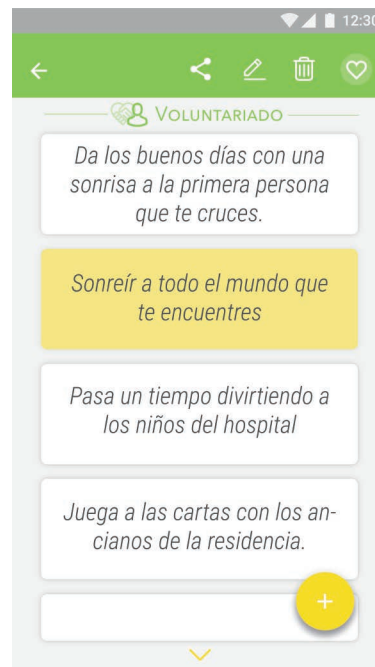 12:30
VOLUNTARIADO
Da los buenos días con una
sonrisa a la primera persona
que te cruces.
Sonreír a todo el mundo que
te encuentres
Pasa un tiempo divirtiendo a
los niños del hospital
Juega a las cartas con los an-
cianos de la residencia.